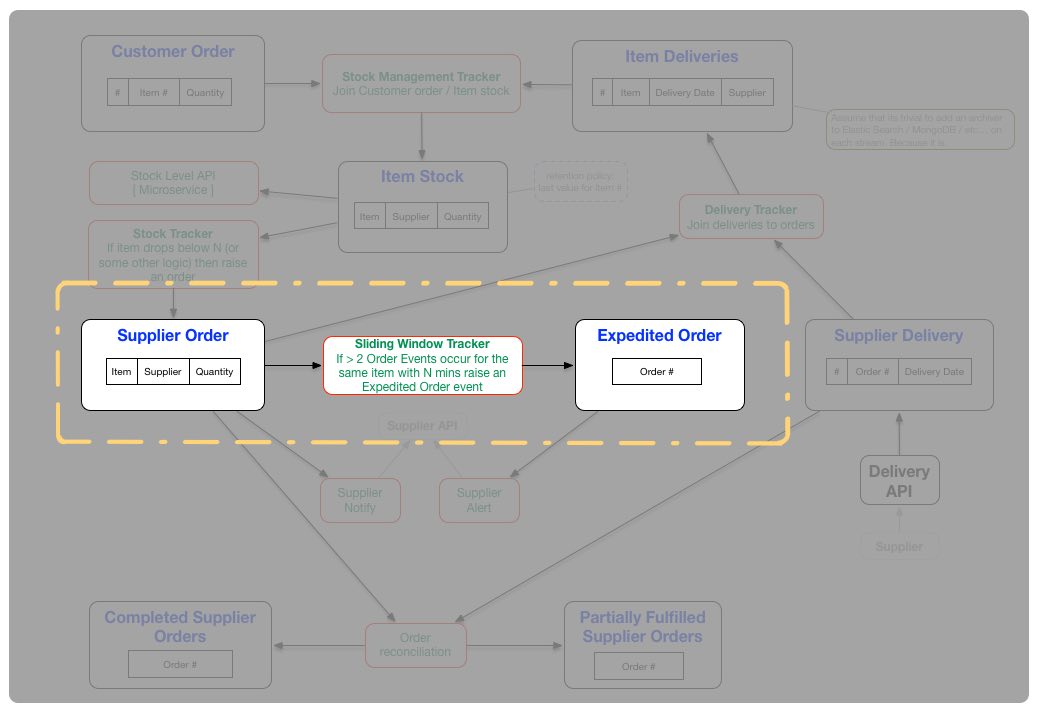 Customer Order
# Item # Quantity
Stock Management Tracker
Join Customer order / Item stock
Item Deliveries
# Item Delivery Date Supplier
Assume that its trivial to add an archiver
to Elastic Search / MongoDB / etc... on
each stream. Because it is.
Stock Level API
{ Microservice }
Item Stock
Item Supplier Quantity
retention policy:
last value for Item #
Delivery Tracker
Join deliveries to orders
Stock Tracker
If item drops below N (or
some other logic) then raise
an order
Supplier Order
Item Supplier Quantity
Sliding Window Tracker
If > 2 Order Events occur for the
same item with N mins raise an
Expedited Order event
Expedited Order
Order #
Supplier Delivery
# Order # Delivery Date
Supplier API
Supplier
Notify
Supplier
Alert
Delivery
API
Supplier
Completed Supplier
Orders
Order #
Order
reconciliation
Partially Fulfilled
Supplier Orders
Order #